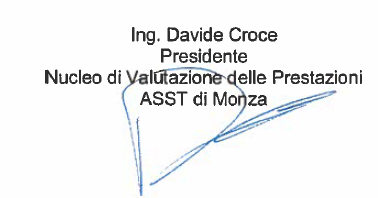 Ing. Davide Croce
Presidente
Nucleo di Valutazione delle Prestazioni
ASST di Monza